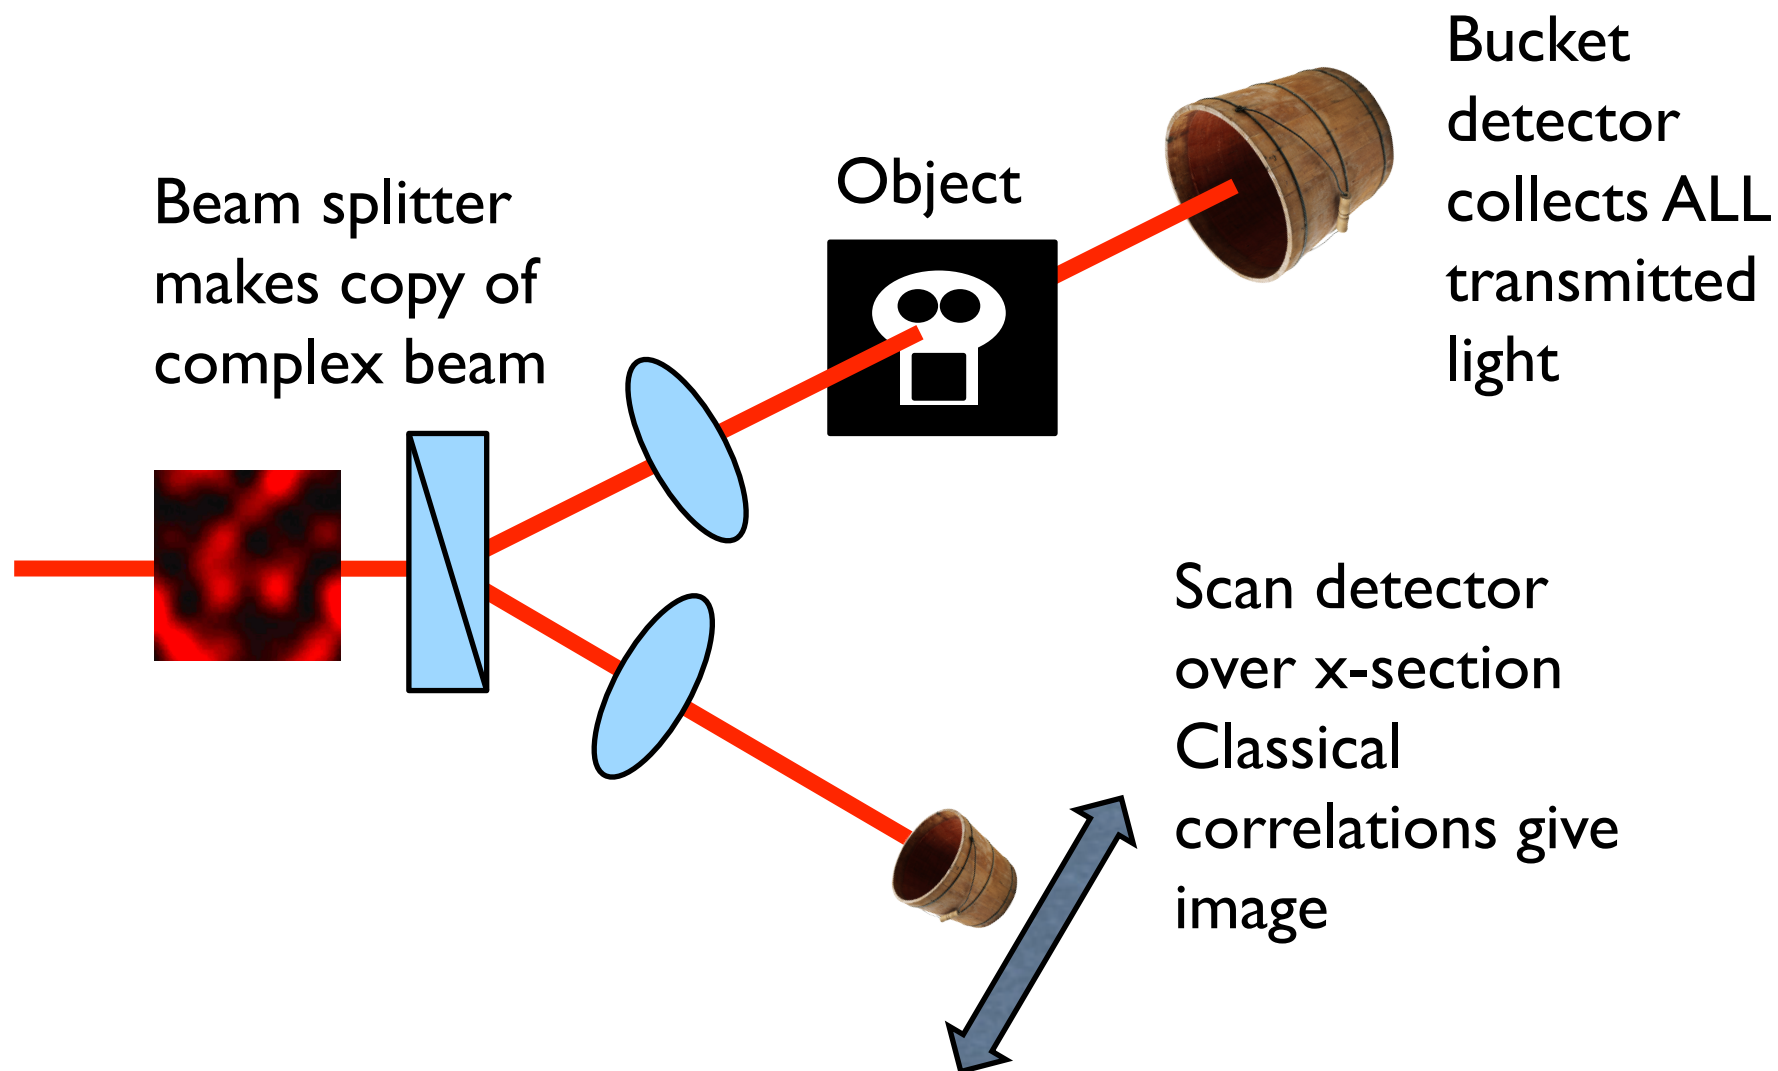 Beam splitter
makes copy of
complex beam
Object
Bucket
detector
collects ALL
transmitted
light
Scan detector
over x-section
Classical
correlations give
image